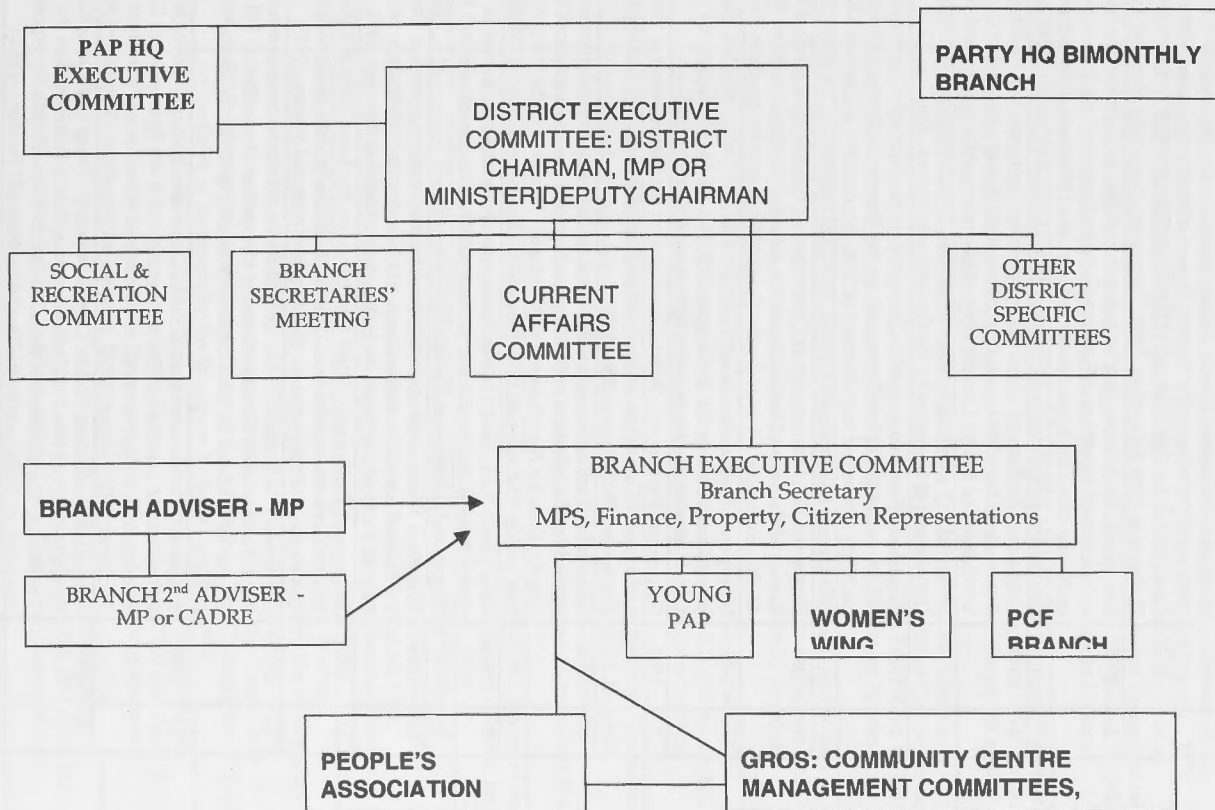 PAP HQ
EXECUTIVE
COMMITTEE
PARTY HQ BIMONTHLY
BRANCH
DISTRICT EXECUTIVE
COMMITTEE: DISTRICT
CHAIRMAN, [MP OR
MINISTER]DEPUTY CHAIRMAN
SOCIAL &
RECREATION
COMMITTEE
BRANCH
SECRETARIES'
MEETING
CURRENT
AFFAIRS
COMMITTEE
OTHER
DISTRICT
SPECIFIC
COMMITTEES
BRANCH EXECUTIVE COMMITTEE
Branch Secretary
MPS, Finance, Property, Citizen Representations
BRANCH ADVISER - MP
BRANCH 2nd ADVISER -
MP or CADRE
YOUNG
PAP
WOMEN'S
WING
PCF
BRANCH
PEOPLE'S
ASSOCIATION
GROS: COMMUNITY CENTRE
MANAGEMENT COMMITTEES,